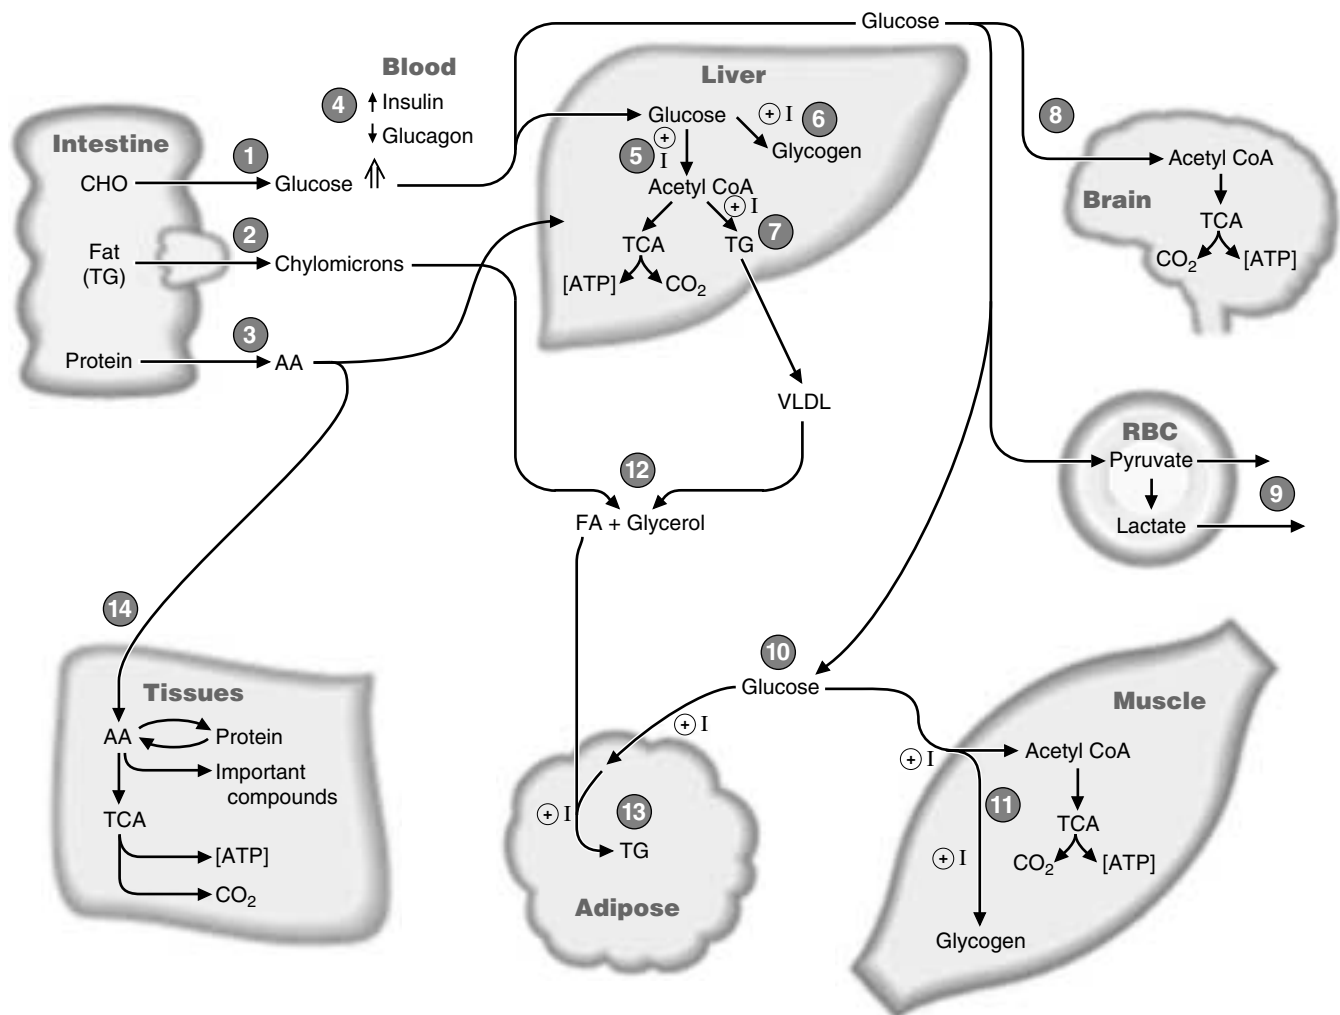 Glucose
Blood
4
Insulin
Glucagon
Liver
Glucose
+ I
6
Glycogen
+
I
5
Acetyl CoA
+ I
7
TCA
TG
[ATP]
CO2
Intestine
CHO
1
Glucose
Fat
(TG)
2
Chylomicrons
Protein
3
AA
8
Acetyl CoA
Brain
TCA
CO2
[ATP]
VLDL
RBC
Pyruvate
9
Lactate
12
FA + Glycerol
14
Tissues
AA
Protein
Important
compounds
TCA
[ATP]
CO2
10
Glucose
+ I
+ I
13
TG
Adipose
Muscle
+ I
Acetyl CoA
11
TCA
+ I
CO2
[ATP]
Glycogen